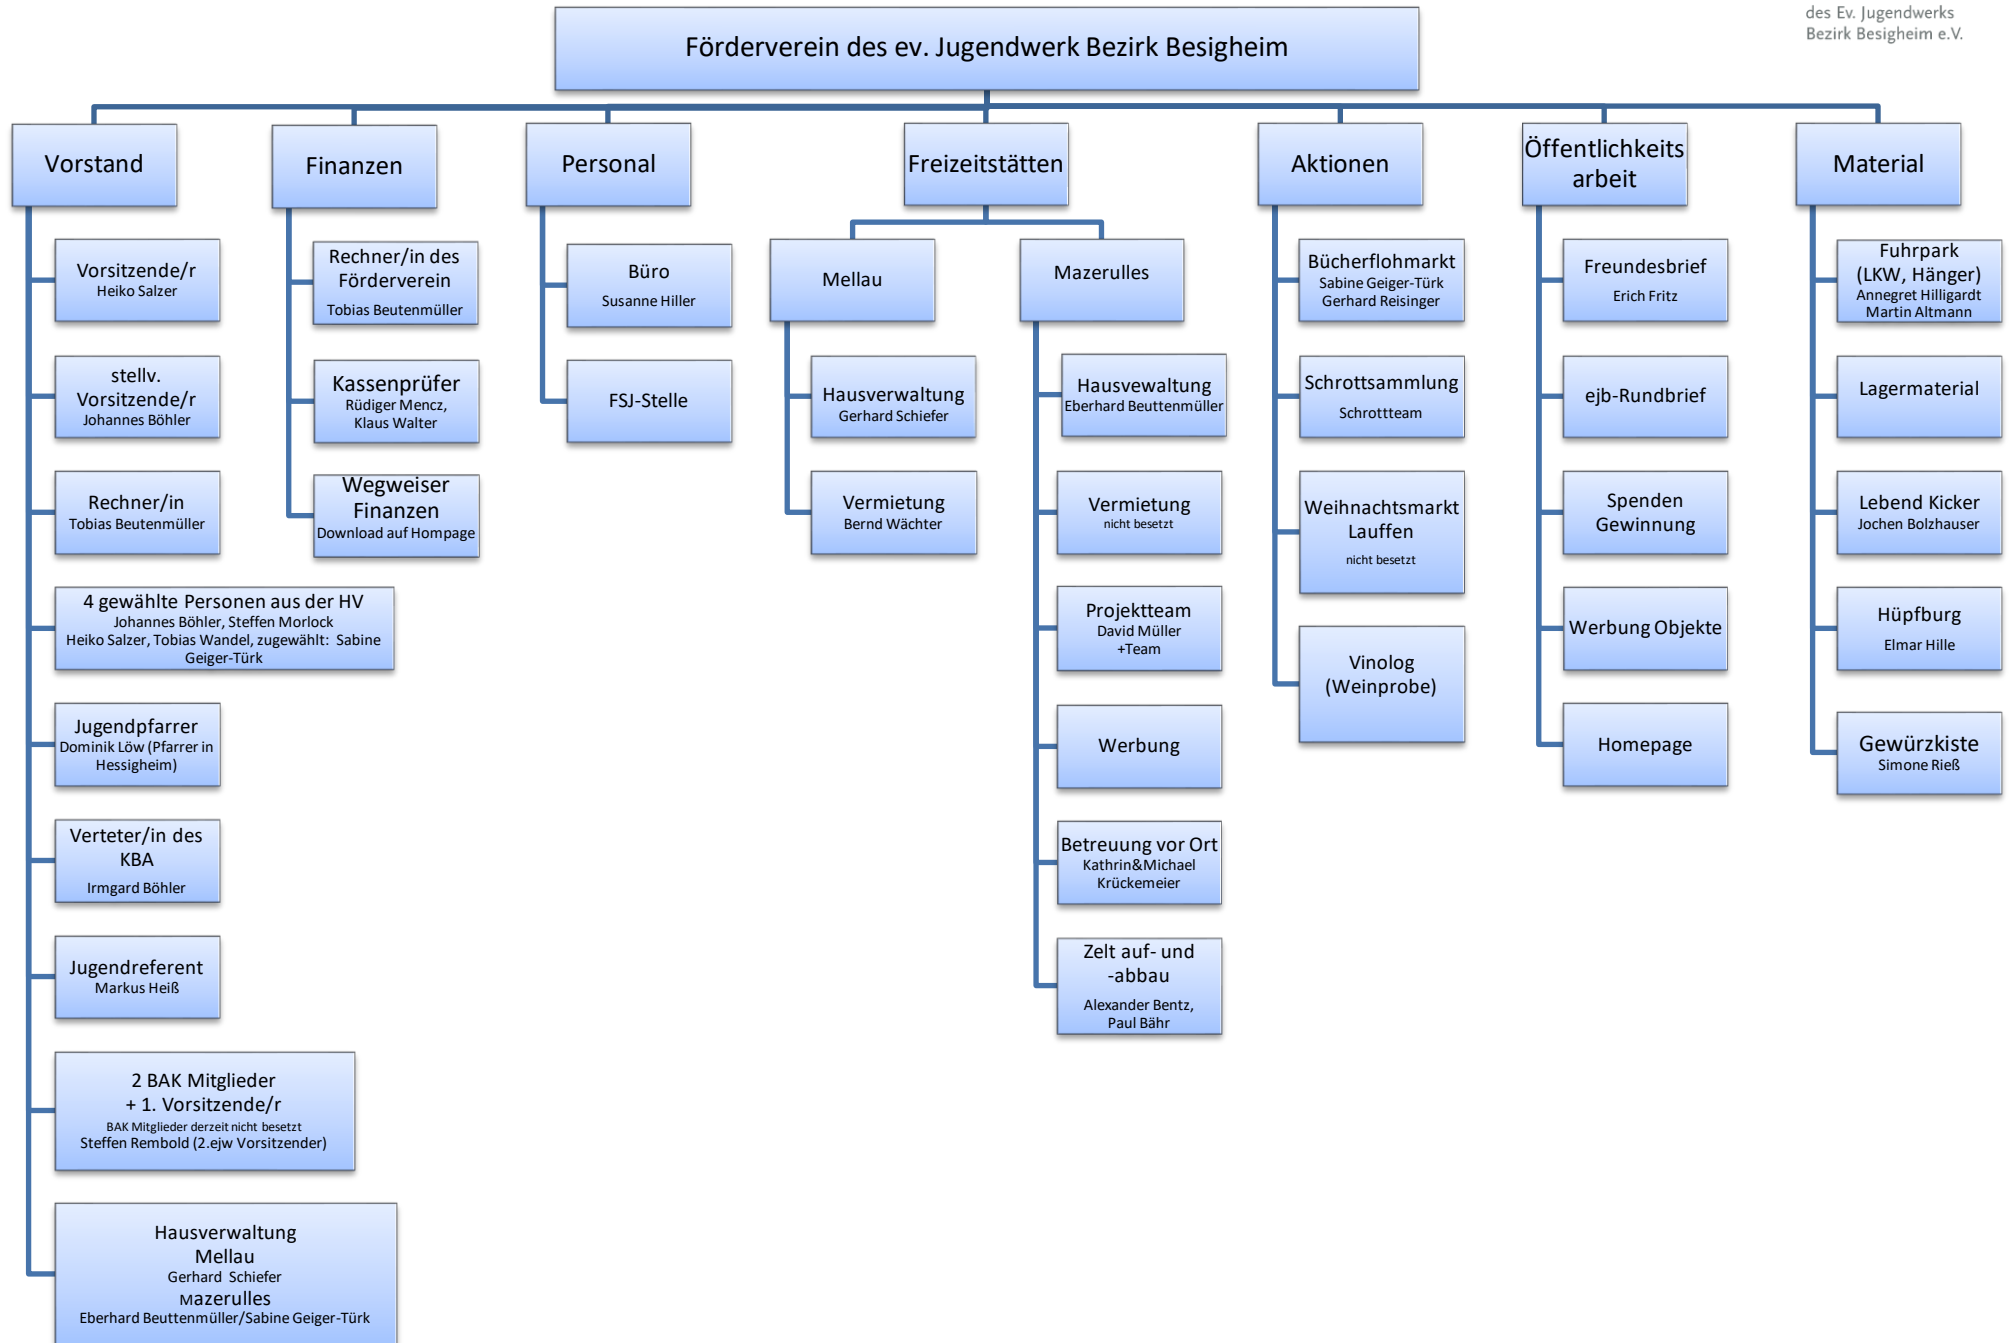 des Ev. Jugendwerks
Bezirk Besigheim e.V.
Förderverein des ev. Jugendwerk Bezirk Besigheim
Vorstand
Vorsitzende/r
Heiko Salzer
stellv.
Vorsitzende/r
Johannes Böhler
Rechner/in
Tobias Beutenmüller
4 gewählte Personen aus der HV
Johannes Böhler, Steffen Morlock
Heiko Salzer, Tobias Wandel, zugewählt: Sabine
Geiger-Türk
Jugendpfarrer
Dominik Löw (Pfarrer in
Hessigheim)
Verteter/in des
KBA
Irmgard Böhler
Jugendreferent
Markus Heiß
2 BAK Mitglieder
+ 1. Vorsitzende/r
BAK Mitglieder derzeit nicht besetzt
Steffen Rembold (2.ejw Vorsitzender)
Hausverwaltung
Mellau
Gerhard Schiefer
Mazerulles
Eberhard Beuttenmüller/Sabine Geiger-Türk
Finanzen
Rechner/in des
Förderverein
Tobias Beutenmüller
Kassenprüfer
Rüdiger Mencz,
Klaus Walter
Wegweiser
Finanzen
Download auf Hompage
Personal
Büro
Susanne Hiller
FSJ-Stelle
Freizeitstätten
Mellau
Hausverwaltung
Gerhard Schiefer
Vermietung
Bernd Wächter
Mazerulles
Hausvewaltung
Eberhard Beuttenmüller
Vermietung
nicht besetzt
Projektteam
David Müller
+Team
Werbung
Betreuung vor Ort
Kathrin&Michael
Krückemeier
Zelt auf- und
-abbau
Alexander Bentz,
Paul Bähr
Aktionen
Bücherflohmarkt
Sabine Geiger-Türk
Gerhard Reisinger
Schrottsammlung
Schrottteam
Weihnachtsmarkt
Lauffen
nicht besetzt
Vinolog
(Weinprobe)
Öffentlichkeits
arbeit
Freundesbrief
Erich Fritz
ejb-Rundbrief
Spenden
Gewinnung
Werbung Objekte
Homepage
Material
Fuhrpark
(LKW, Hänger)
Annegret Hilligardt
Martin Altmann
Lagermaterial
Lebend Kicker
Jochen Bolzhauser
Hüpfburg
Elmar Hille
Gewürzkiste
Simone Rieß